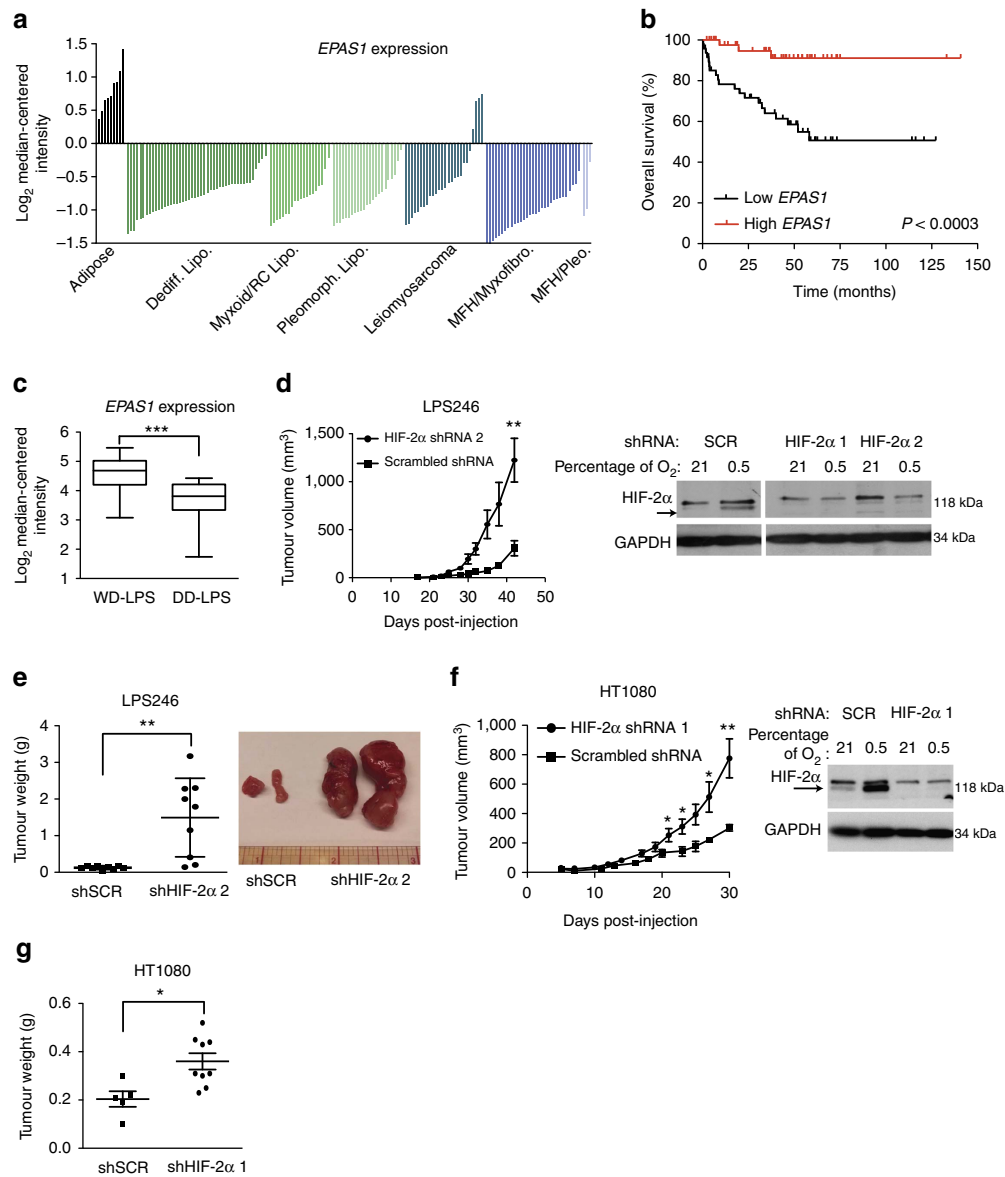 a
EPAS1 expression
Log2 median-centered
intensity
1.5
1.0
0.5
0.0
−0.5
−1.0
−1.5
Adipose
Dediff. Lipo.
Myxoid/RC Lipo.
Pleomorph. Lipo.
Leiomyosarcoma
MFH/Myxofibro.
MFH/Pleo.
b
Overall survival (%)
100
80
60
40
20
0
Low EPAS1
High EPAS1
P < 0.0003
0 25 50 75 100 125 150
Time (months)
c
EPAS1 expression
***
Log2 median-centered
intensity
6
5
4
3
2
1
WD-LPS DD-LPS
d
LPS246
Tumour volume (mm3)
1,500
1,000
500
0
HIF-2α shRNA 2
Scrambled shRNA
**
0 10 20 30 40 50
Days post-injection
shRNA: SCR HIF-2α 1 HIF-2α 2
Percentage of O2: 21 0.5 21 0.5 21 0.5
HIF-2α
118 kDa
GAPDH
34 kDa
e
LPS246
**
Tumour weight (g)
4
3
2
1
0
shSCR shHIF-2α 2
1 2 3
shSCR shHIF-2α 2
f
HT1080
Tumour volume (mm3)
1,000
800
600
400
200
0
HIF-2α shRNA 1
Scrambled shRNA
* * * **
0 10 20 30
Days post-injection
shRNA: SCR HIF-2α 1
Percentage
of O2 : 21 0.5 21 0.5
HIF-2α
118 kDa
GAPDH
34 kDa
g
HT1080
*
Tumour weight (g)
0.6
0.4
0.2
0.0
shSCR shHIF-2α 1